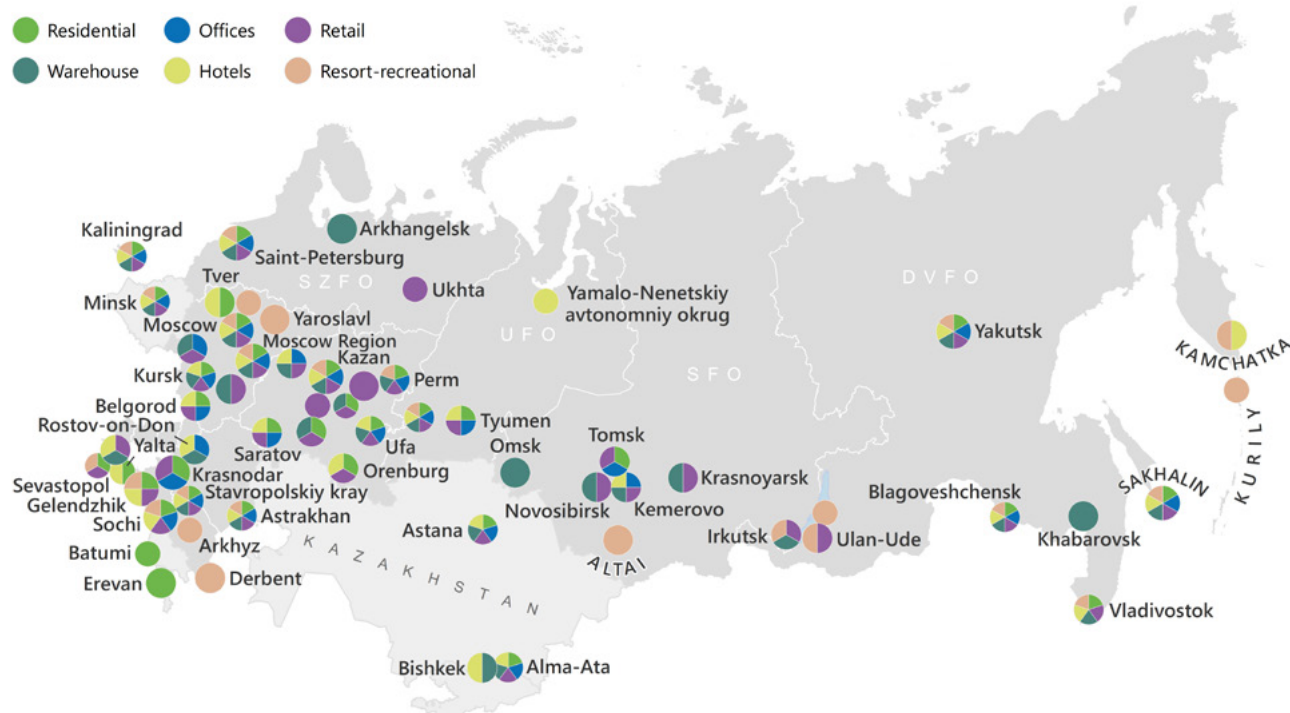 Residential
Offices
Retail
Warehouse
Hotels
Resort-recreational
Kaliningrad
Saint-Petersburg
Arkhangelsk
SZFO
Tver
Ukhta
Yamalo-Nenetskiy
avtonomniy okrug
DVFO
Minsk
Yaroslavl
UFO
Moscow
Moscow Region
Yakutsk
KAMCHATKA
Kazan
SFO
Kursk
Perm
Belgorod
Rostov-on-Don
Tyumen
Yalta
Saratov
Ufa
Omsk
Tomsk
KURILY
Orenburg
Krasnodar
Krasnoyarsk
Sevastopol
Stavropolskiy kray
Gelendzhik
Novosibirsk
Kemerovo
Blagoveshchensk
SAKHALIN
Sochi
Astrakhan
Astana
Irkutsk
Ulan-Ude
Khabarovsk
Arkhyz
ALTAI
Batumi
KAZAKHSTAN
Erevan
Derbent
Vladivostok
Bishkek
Alma-Ata